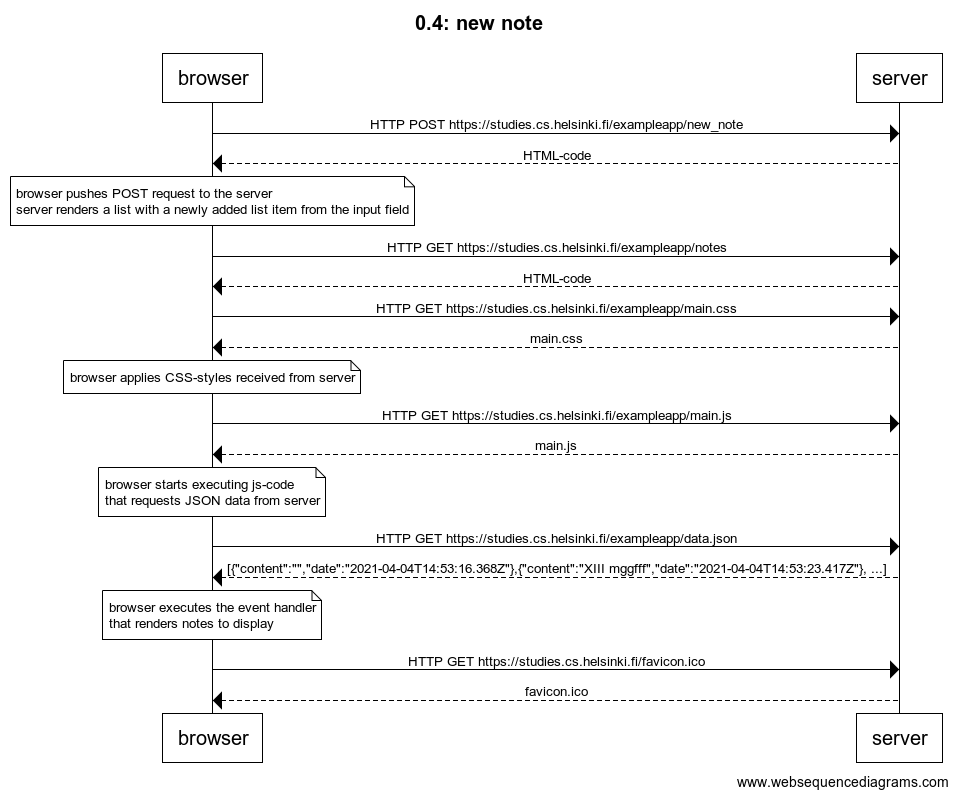 0.4: new note
browser
server
HTTP POST https://studies.cs.helsinki.fi/exampleapp/new_note
HTML-code
browser pushes POST request to the server
server renders a list with a newly added list item from the input field
HTTP GET https://studies.cs.helsinki.fi/exampleapp/notes
HTML-code
HTTP GET https://studies.cs.helsinki.fi/exampleapp/main.css
main.css
browser applies CSS-styles received from server
HTTP GET https://studies.cs.helsinki.fi/exampleapp/main.js
main.js
browser starts executing js-code
that requests JSON data from server
HTTP GET https://studies.cs.helsinki.fi/exampleapp/data.json
[{"content":"","date":"2021-04-04T14:53:16.368Z"},{"content":"XIII mggfff","date":"2021-04-04T14:53:23.417Z"}, ...]
browser executes the event handler
that renders notes to display
HTTP GET https://studies.cs.helsinki.fi/favicon.ico
favicon.ico
browser
server
www.websequencediagrams.com